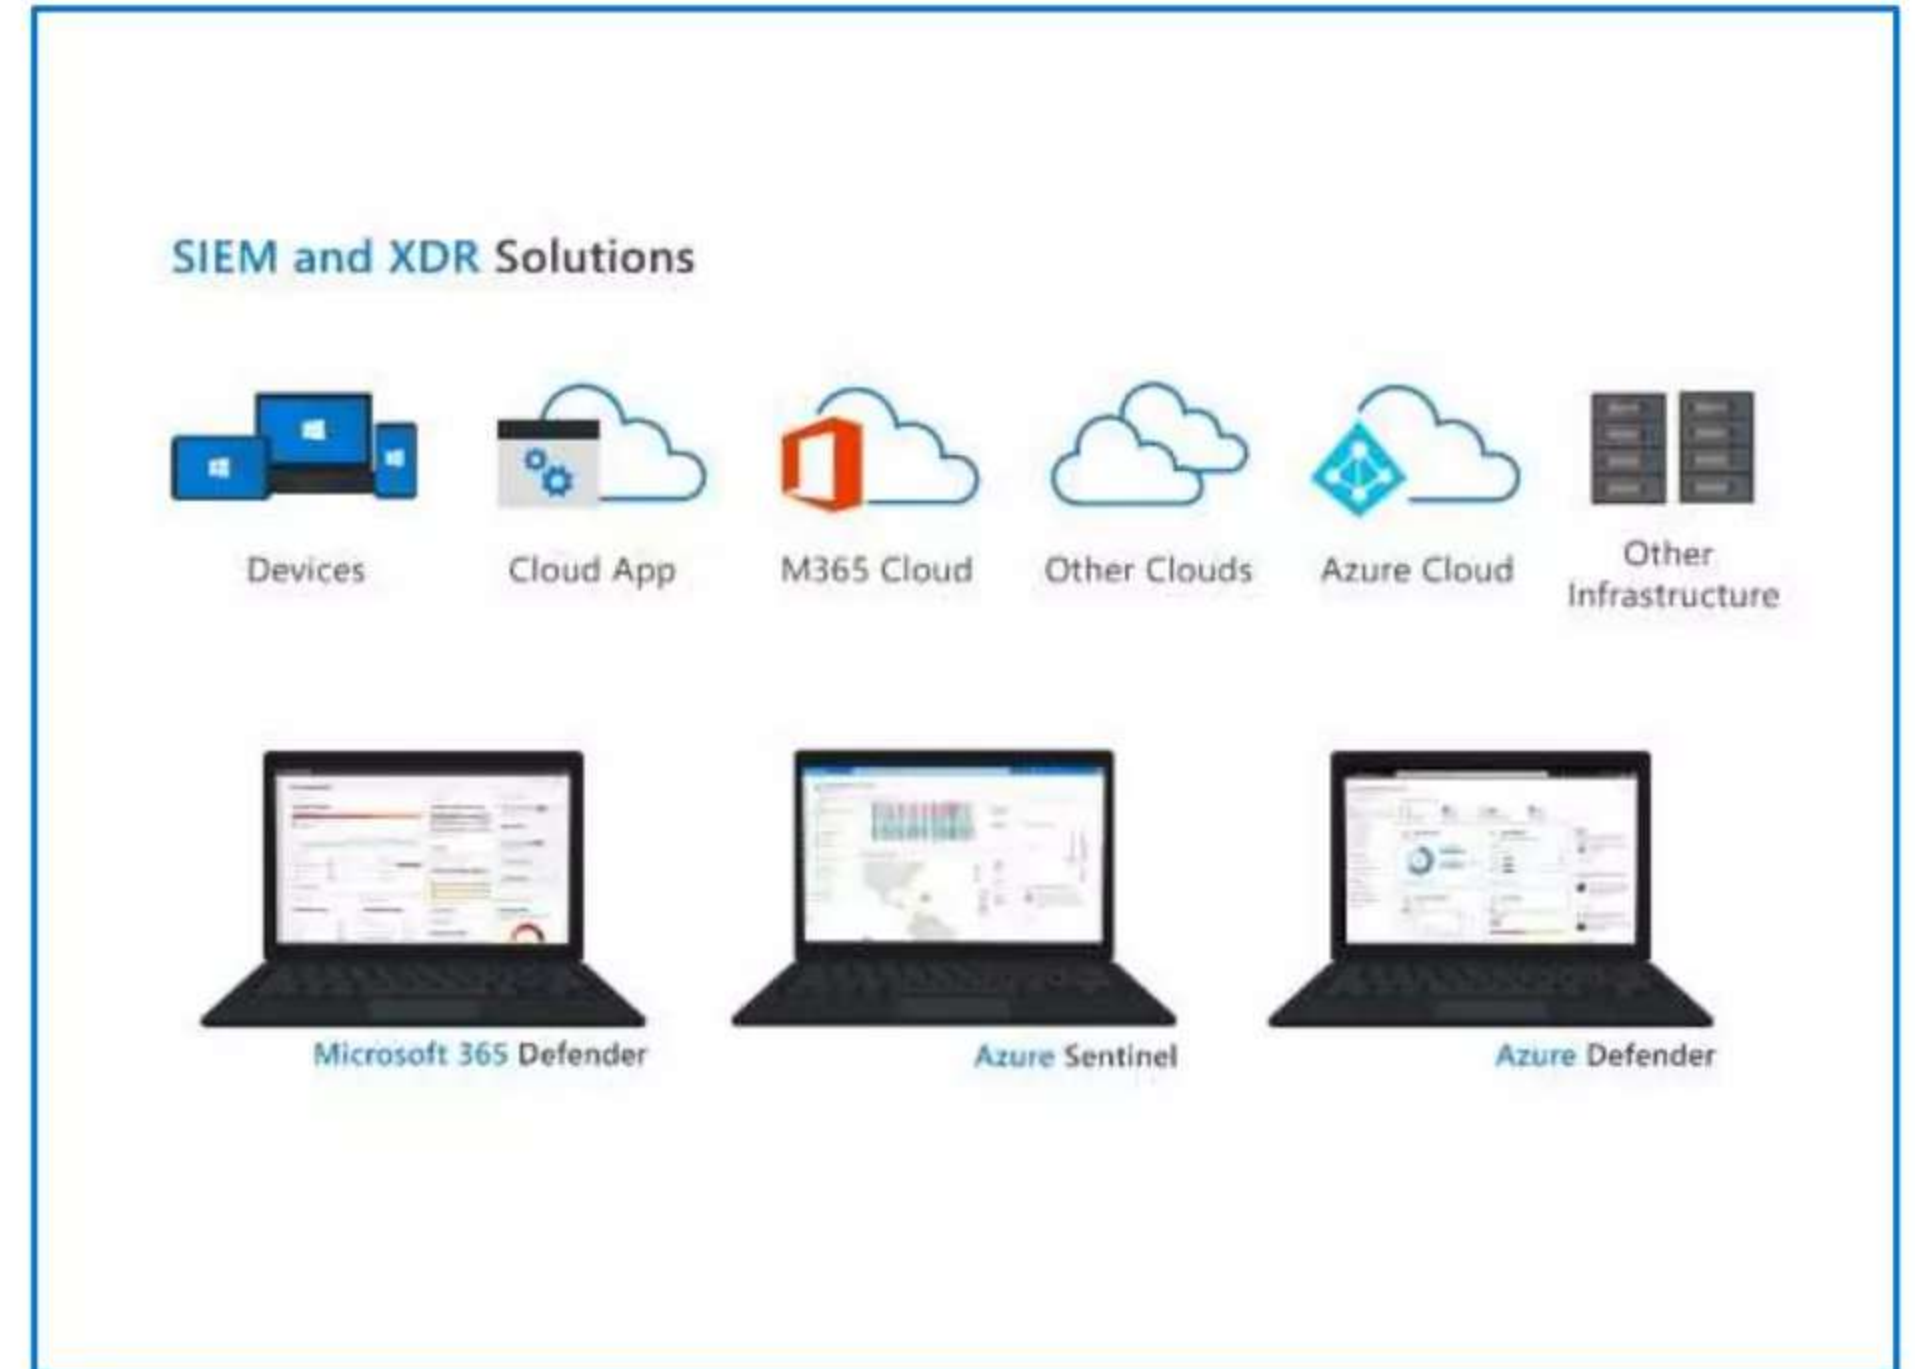 SIEM and XDR Solutions
Devices
Cloud App
M365 Cloud
Other Clouds
Azure Cloud
Other
Infrastructure
Microsoft 365 Defender
Azure Sentinel
Azure Defender